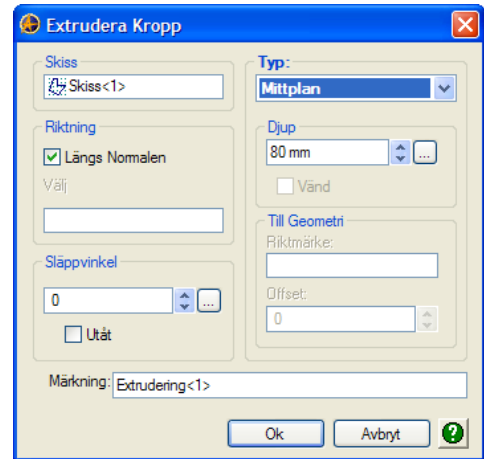 Extrudera Kropp
Skiss
Skiss<1>
Riktning
Längs Normalen
Välj
Släppvinkel
0
...
Utåt
Typ:
Mittplan
Djup
80 mm
...
Vänd
Till Geometri
Riktmärke:
Offset:
0
Märkning: Extrudering<1>
Ok
Avbryt
?